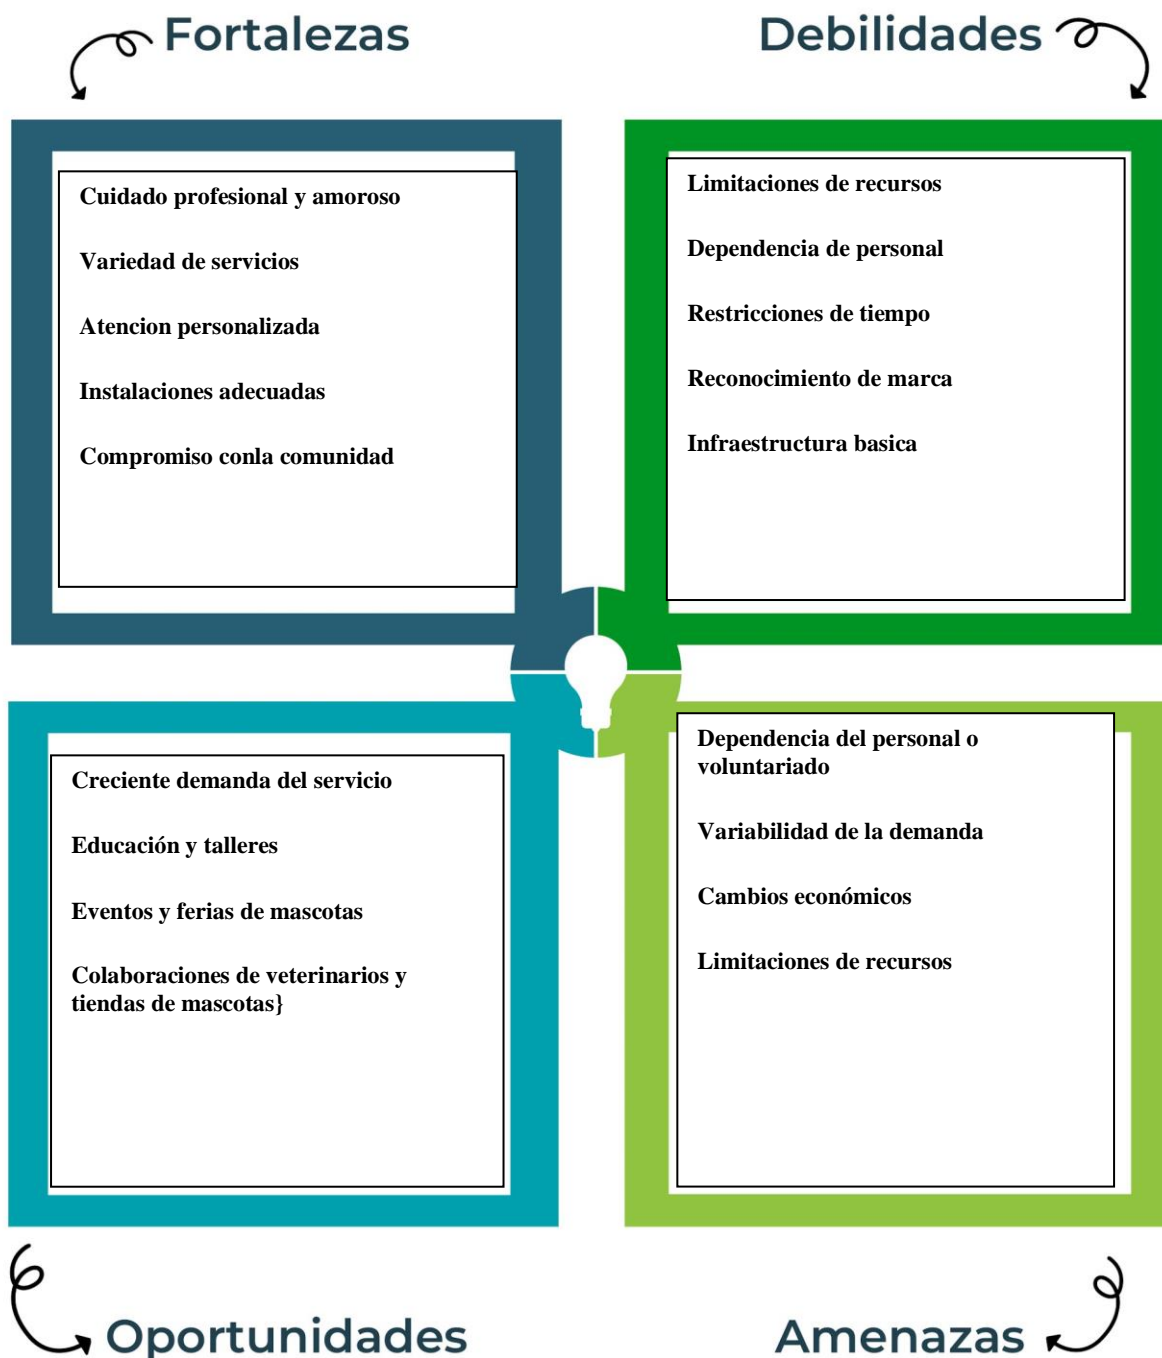 Fortalezas
Cuidado profesional y amoroso
Variedad de servicios
Atencion personalizada
Instalaciones adecuadas
Compromiso conla comunidad
Debilidades
Limitaciones de recursos
Dependencia de personal
Restricciones de tiempo
Reconocimiento de marca
Infraestructura basica
Creciente demanda del servicio
Educación y talleres
Eventos y ferias de mascotas
Colaboraciones de veterinarios y
tiendas de mascotas}
Oportunidades
Dependencia del personal o
voluntariado
Variabilidad de la demanda
Cambios económicos
Limitaciones de recursos
Amenazas